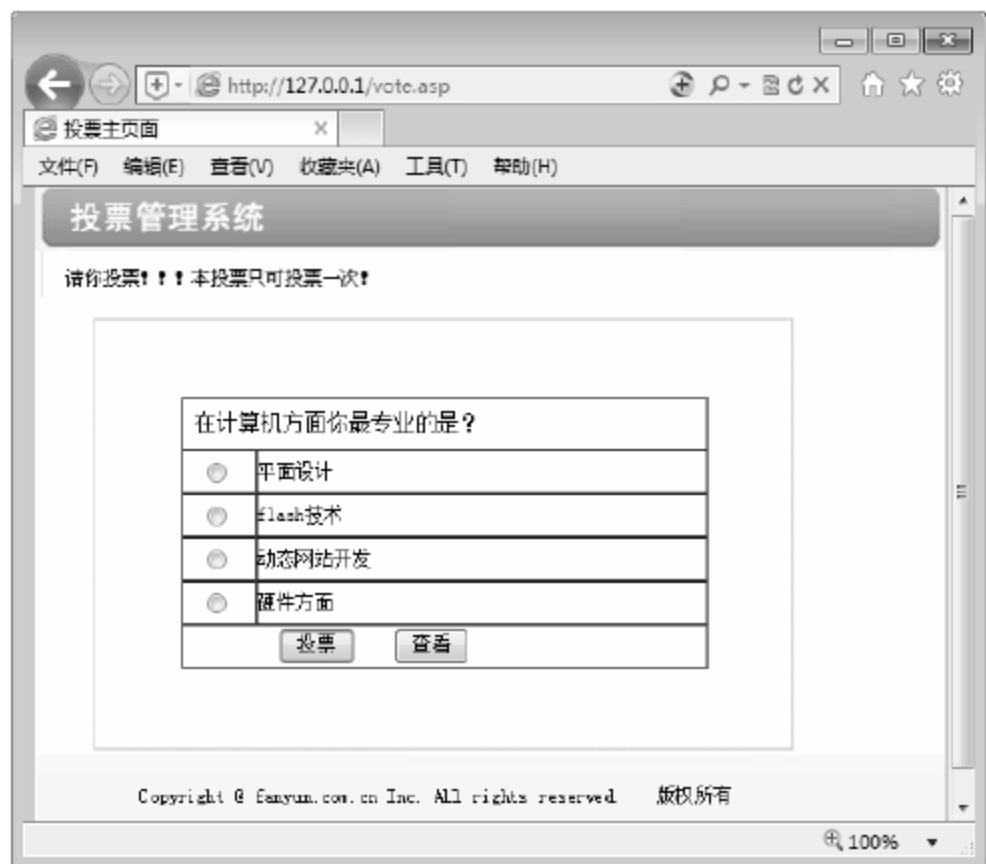 http://127.0.0.1/vote.asp
投票主页面
文件(F) 编辑(E) 查看(V) 收藏夹(A) 工具(T) 帮助(H)
投票管理系统
请你投票！！！本投票只可投票一次！
在计算机方面你最专业的是？
平面设计
flash技术
动态网站开发
硬件方面
投票 查看
Copyright @ fanyun.com.cn Inc. All rights reserved 版权所有
100%